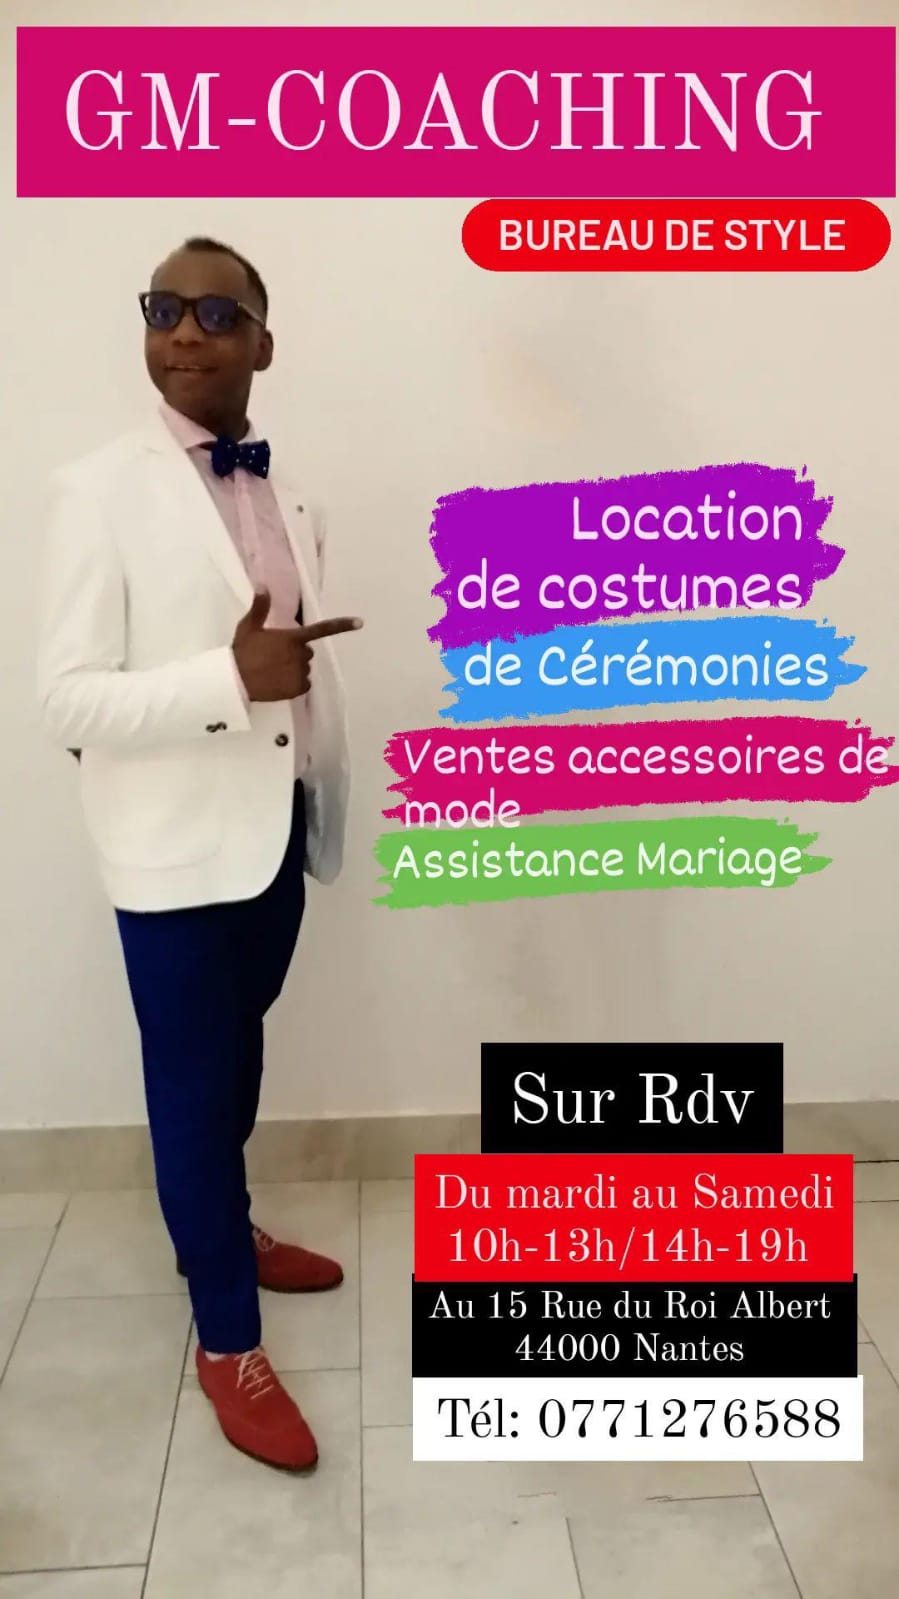 GM-COACHING
BUREAU DE STYLE
Location
de costumes
de Cérémonies
Ventes accessoires de
mode
Assistance Mariage
Sur Rdv
Du mardi au Samedi
10h-13h/14h-19h
Au 15 Rue du Roi Albert
44000 Nantes
Tél: 0771276588